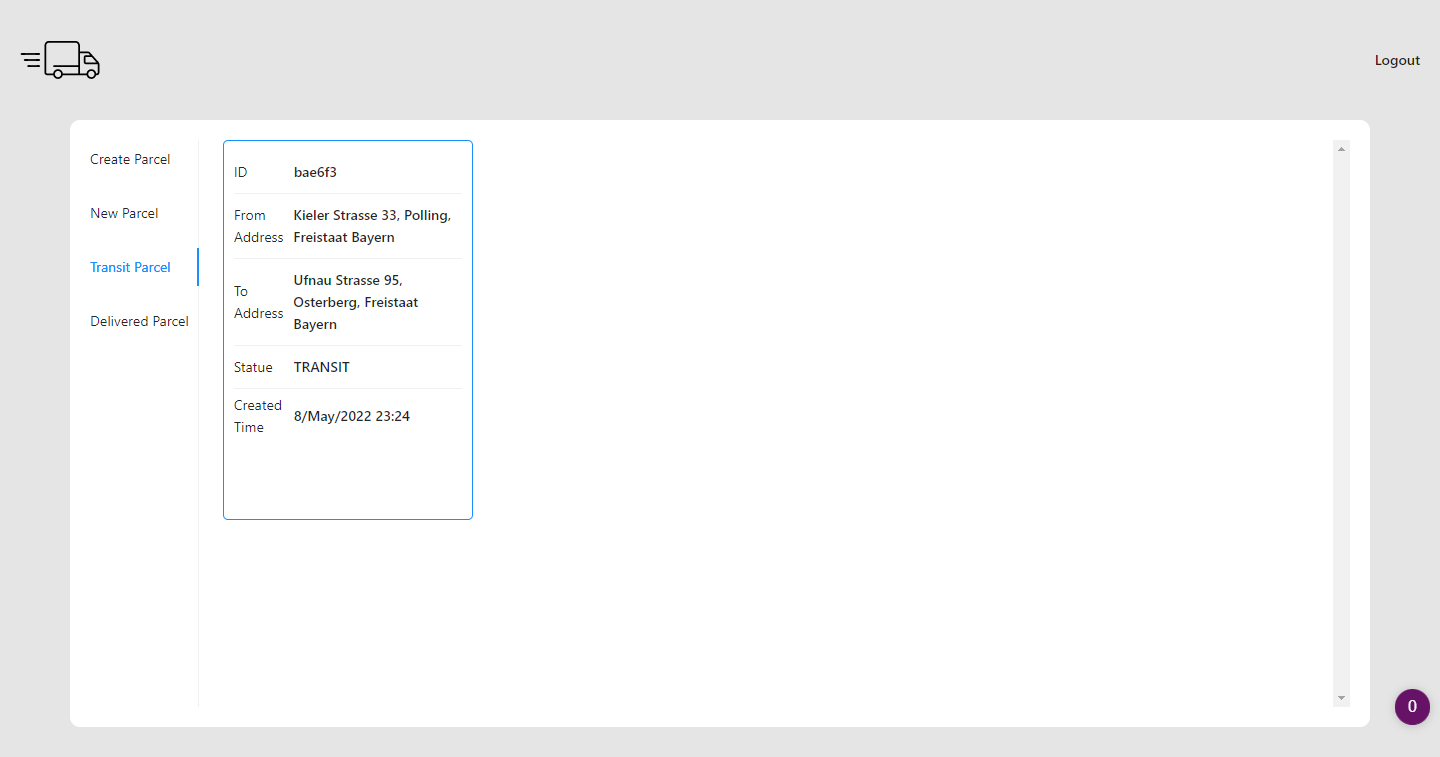 Logout
Create Parcel
New Parcel
Transit Parcel
Delivered Parcel
ID bae6f3
From Address Kieler Strasse 33, Polling,
Freistaat Bayern
To Address Ufnau Strasse 95,
Osterberg, Freistaat
Bayern
Statue TRANSIT
Created Time 8/May/2022 23:24
0